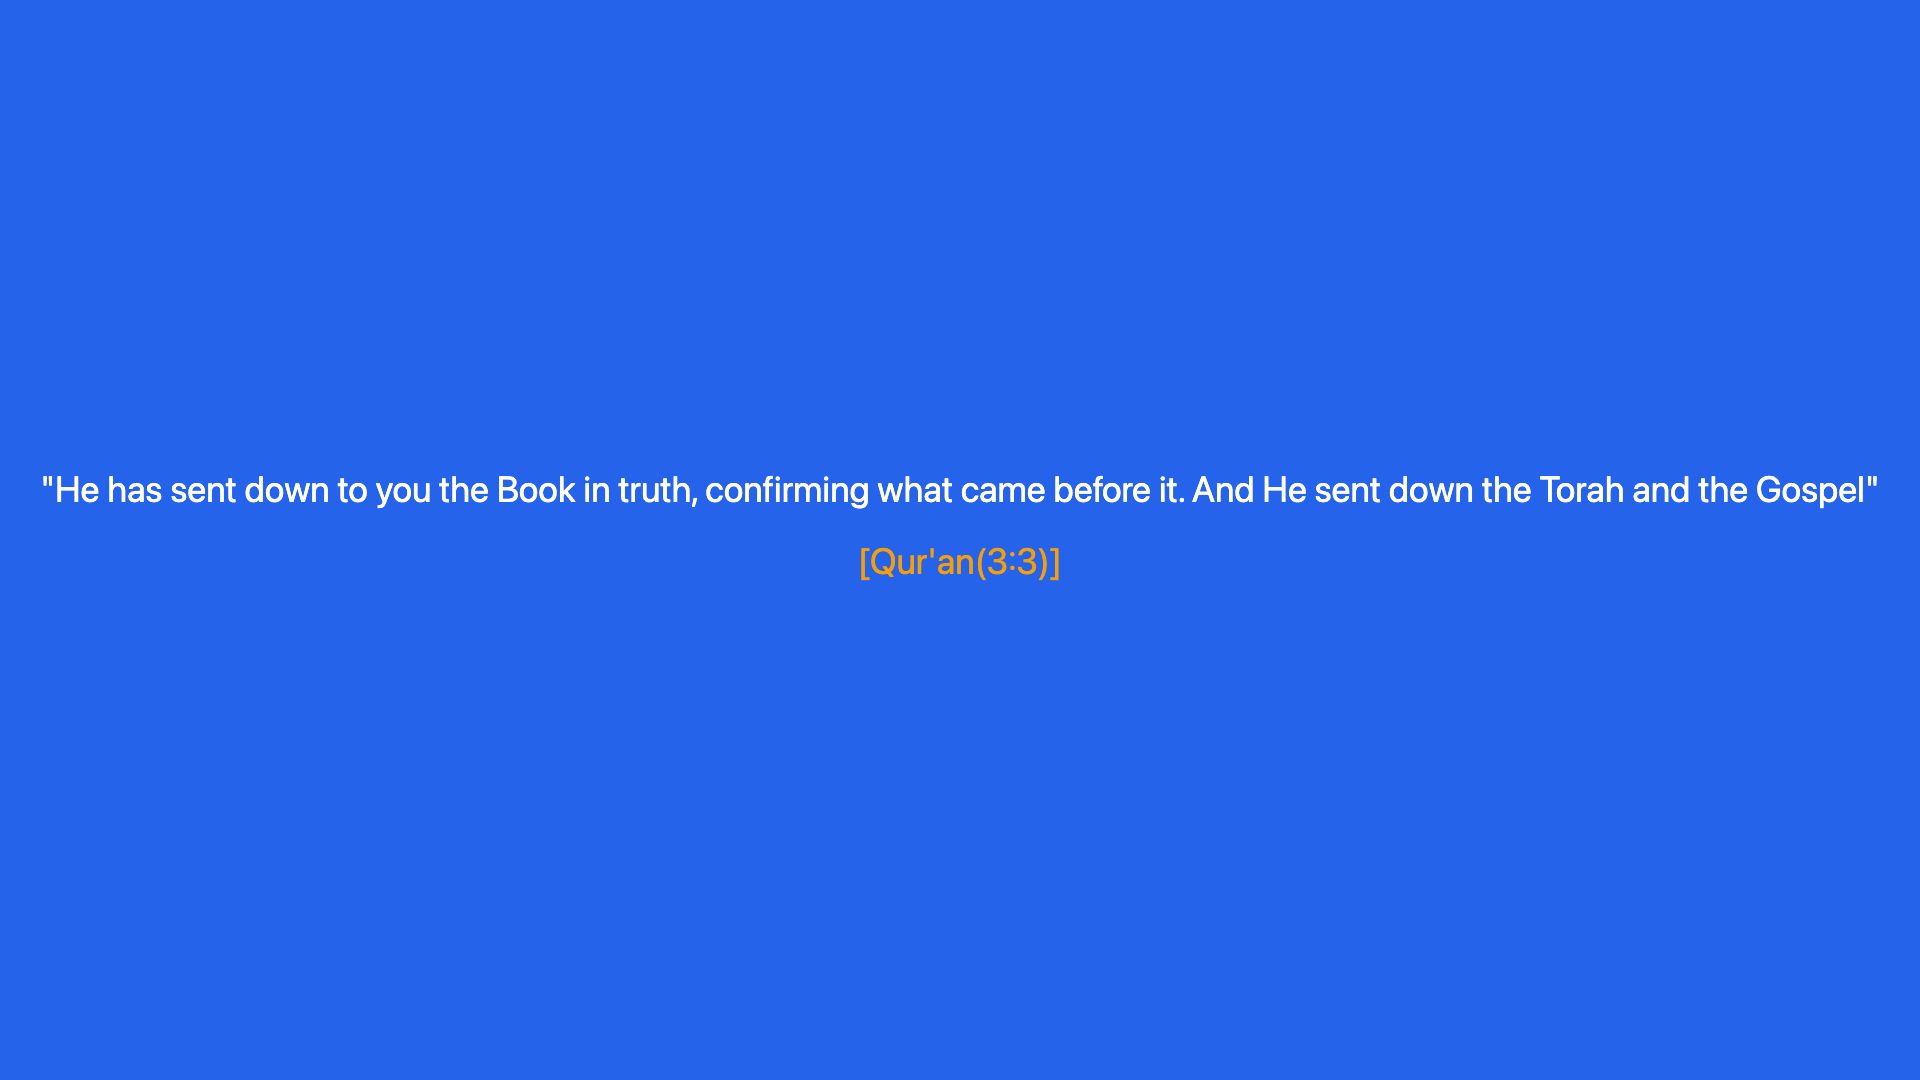 "He has sent down to you the Book in truth, confirming what came before it. And He sent down the Torah and the Gospel"
[Qur'an(3:3)]